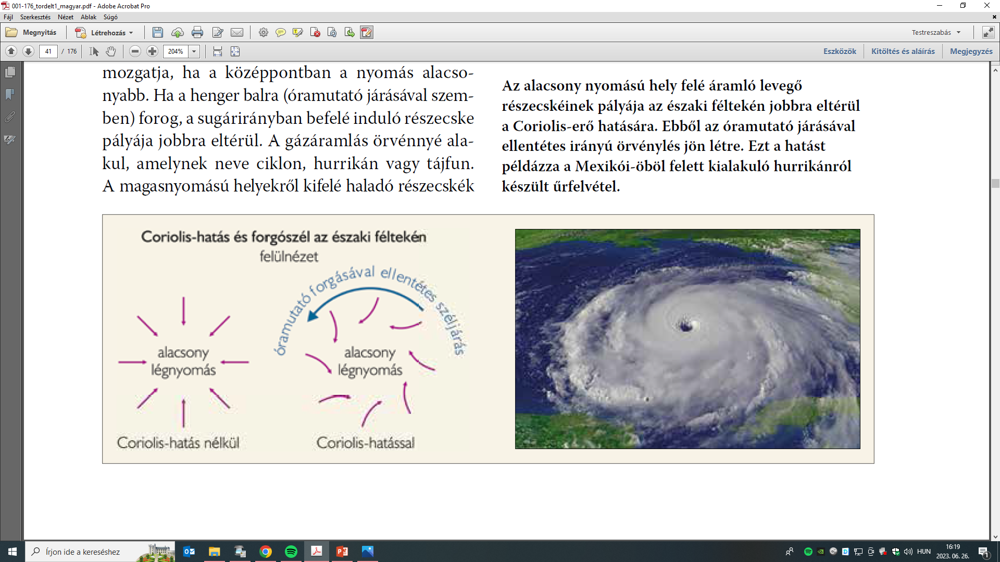 001-176_tordelt1_magyar.pdf - Adobe Acrobat Pro
Fájl Szerkesztés Nézet Ablak Súgó
Megnyitás Létrehozás Testreszabás
41 / 176 204% Eszközök Kitöltés és aláírás Megjegyzés
mozgatja, ha a középpontban a nyomás alacso-
nyabb. Ha a henger balra (óramutató járásával szem-
ben) forog, a sugárirányban befelé induló részecske
pályája jobbra eltérül. A gázáramlás örvénnyé ala-
kul, amelynek neve ciklon, hurrikán vagy tájfun.
A magasnyomású helyekről kifelé haladó részecskék
Az alacsony nyomású hely felé áramló levegő
részecskéinek pályája az északi féltekén jobbra eltérül
a Coriolis-erő hatására. Ebből az óramutató járásával
ellentétes irányú örvénylés jön létre. Ezt a hatást
példázza a Mexikói-öböl felett kialakuló hurrikánról
készült űrfelvétel.
Coriolis-hatás és forgószél az északi féltekén
felülnézet
óramutató forgásával ellentétes széljárás
alacsony
légnyomás
alacsony
légnyomás
Coriolis-hatás nélkül
Coriolis-hatással
Írjon ide a kereséshez
HUN
16:19
2023. 06. 26.
1